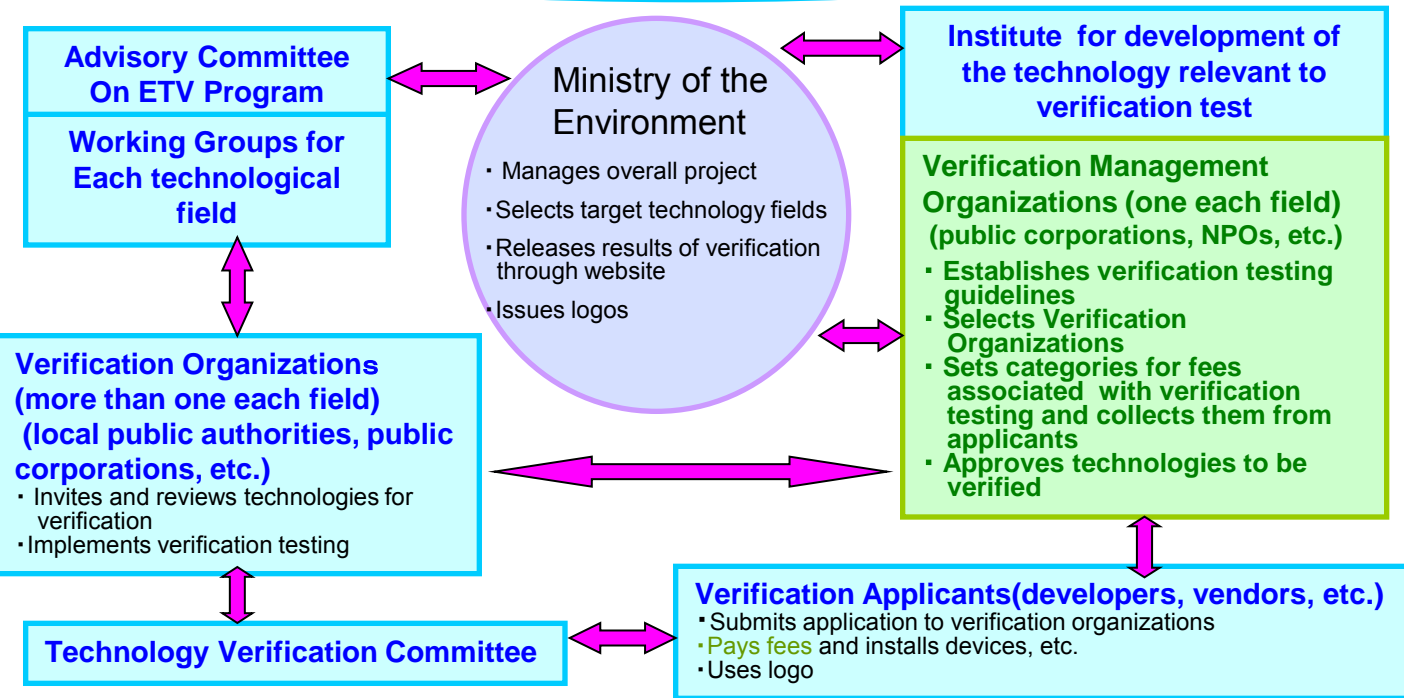 Advisory Committee
On ETV Program
Working Groups for
Each technological
field
Ministry of the
Environment
・ Manages overall project
・Selects target technology fields
・Releases results of verification
through website
・Issues logos
Institute for development of
the technology relevant to
verification test
Verification Management
Organizations (one each field)
(public corporations, NPOs, etc.)
・ Establishes verification testing
guidelines
・ Selects Verification
Organizations
・ Sets categories for fees
associated with verification
testing and collects them from
applicants
・ Approves technologies to be
verified
Verification Organizations
(more than one each field)
(local public authorities, public
corporations, etc.)
・ Invites and reviews technologies for
verification
・Implements verification testing
Technology Verification Committee
Verification Applicants(developers, vendors, etc.)
・Submits application to verification organizations
・Pays fees and installs devices, etc.
・Uses logo